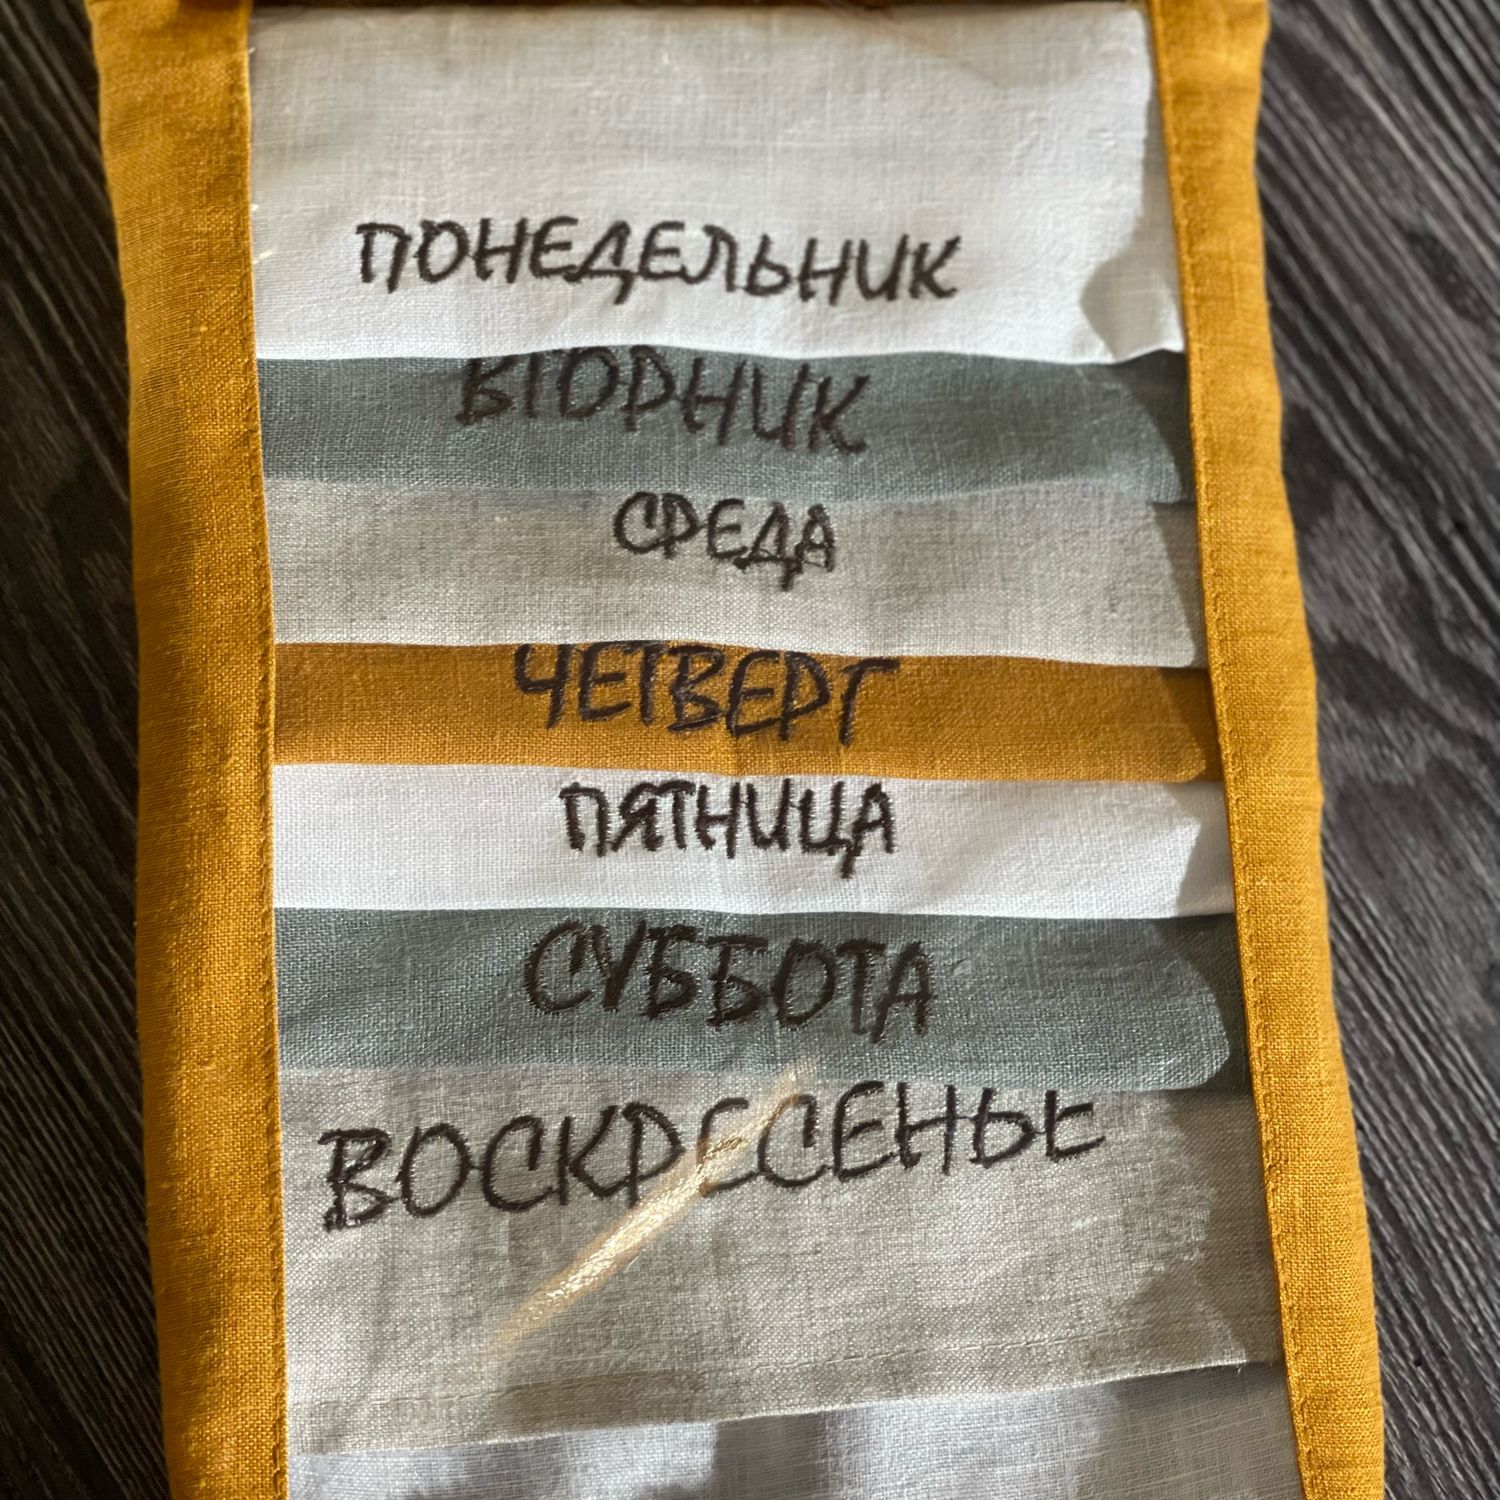 ПОНЕДЕЛЬНИК
ВТОРНИК
СРЕДА
ЧЕТВЕРГ
ПЯТНИЦА
СУББОТА
ВОСКРЕСЕНЬЕ